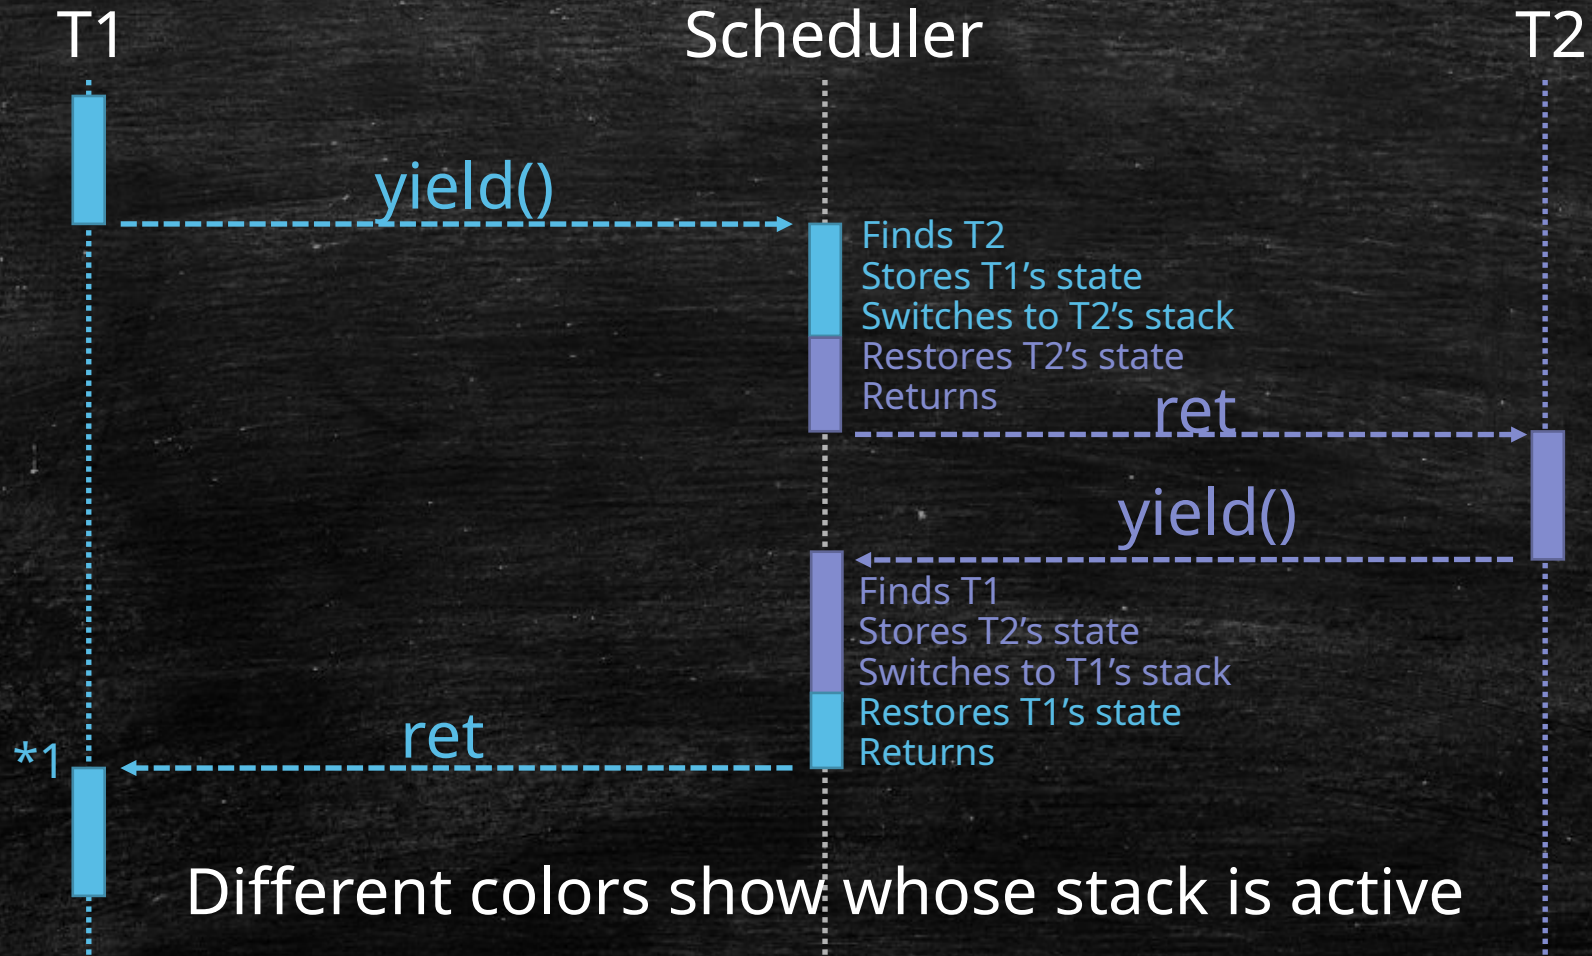 T1
Scheduler
T2
yield()
Finds T2
Stores T1’s state
Switches to T2’s stack
Restores T2’s state
Returns
ret
yield()
Finds T1
Stores T2’s state
Switches to T1’s stack
Restores T1’s state
Returns
ret
*1
Different colors show whose stack is active